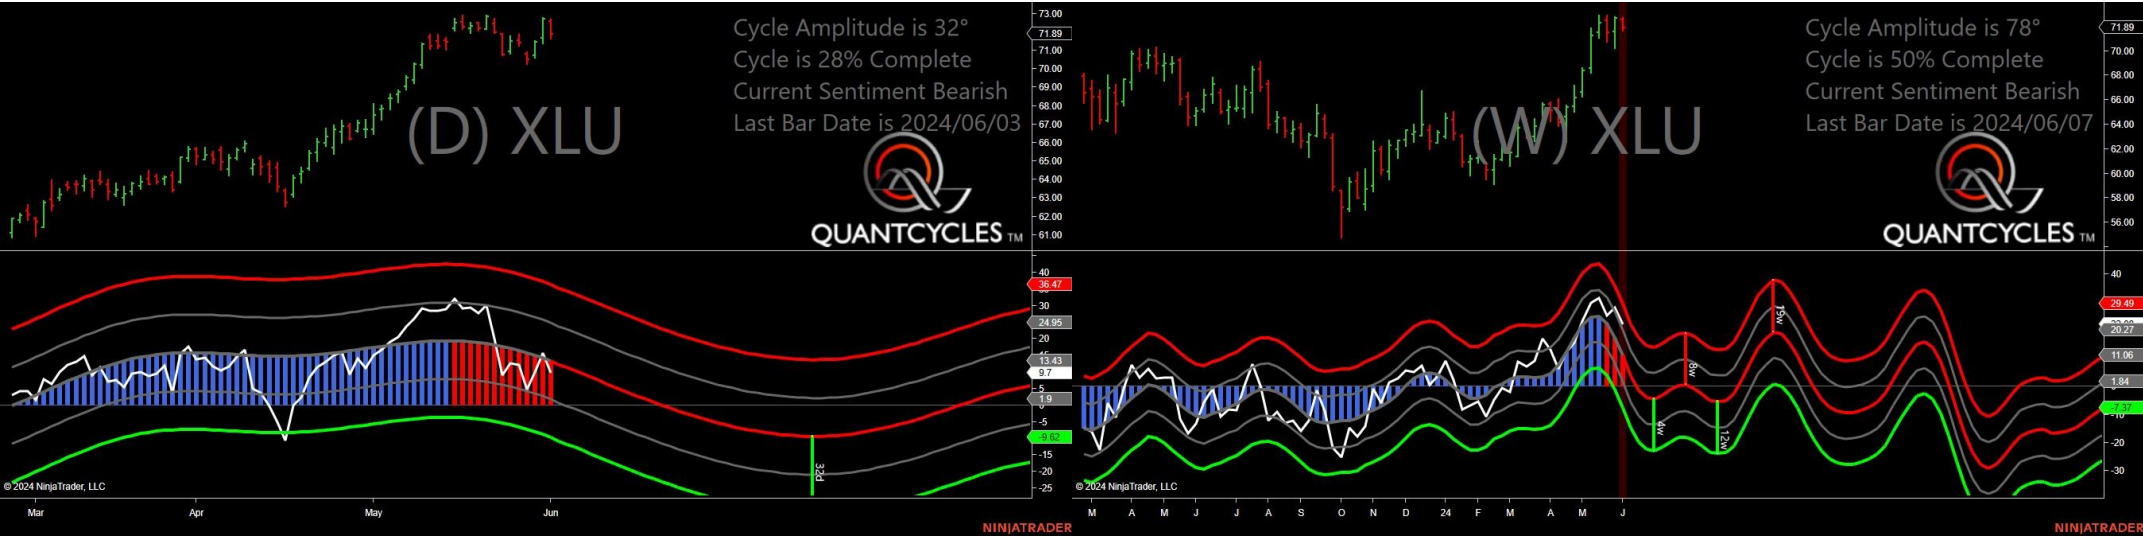 Cycle Amplitude is 32°
Cycle is 28% Complete
Current Sentiment Bearish
Last Bar Date is 2024/06/03
(D) XLU
QUANTCYCLES TM
73.00
71.89
71.00
70.00
69.00
68.00
67.00
66.00
65.00
64.00
63.00
62.00
61.00
40
36.47
30
24.95
20
13.43
9.7
5
1.9
0
-5
-9.62
-15
-20
-25
32d
© 2024 NinjaTrader, LLC
Mar Apr May Jun
NINJATRADER
Cycle Amplitude is 78°
Cycle is 50% Complete
Current Sentiment Bearish
Last Bar Date is 2024/06/07
(W) XLU
QUANTCYCLES TM
71.89
70.00
68.00
66.00
64.00
62.00
60.00
58.00
56.00
40
29.49
20.27
11.06
1.84
-7.37
-20
-30
19w
8w
4w
12w
© 2024 NinjaTrader, LLC
M A M J J A S O N D 24 F M A M J
NINJATRADER